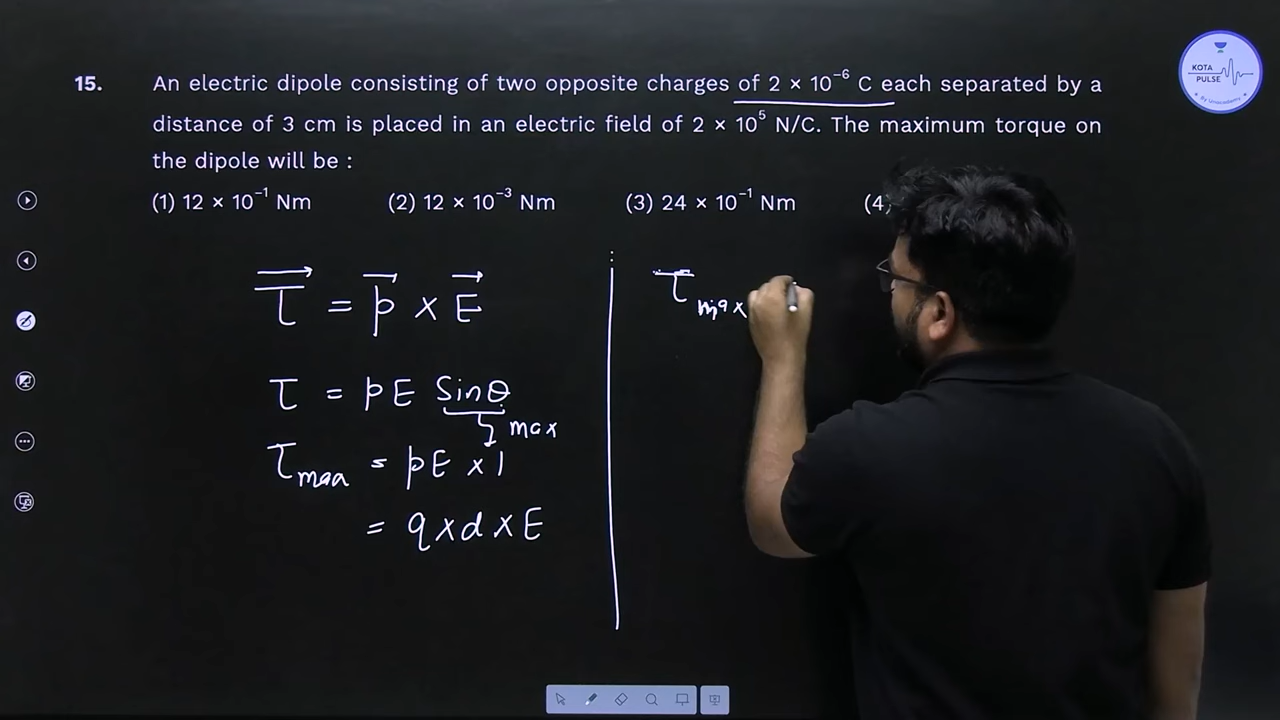 15. An electric dipole consisting of two opposite charges of 2 × 10⁻⁶ C each separated by a
distance of 3 cm is placed in an electric field of 2 × 10⁵ N/C. The maximum torque on
the dipole will be :
(1) 12 × 10⁻¹ Nm (2) 12 × 10⁻³ Nm (3) 24 × 10⁻¹ Nm (4)
τ⃗ = p⃗ × E⃗
τ = pE Sinθ
max
τmax = pE × 1
= q×d×E
τmax
KOTA
PULSE
By Unacademy